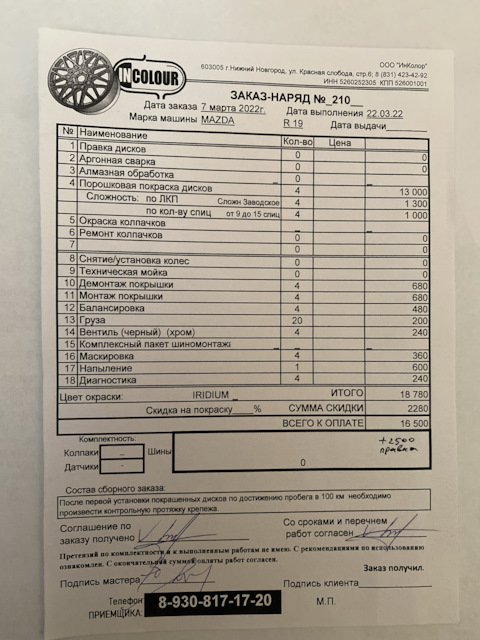 INCOLOUR
ООО "ИнКолор"
603005 г.Нижний Новгород, ул. Красная слобода, стр.6; 8 (831) 423-42-92
ИНН 5260252305 КПП 526001001
ЗАКАЗ-НАРЯД №_210__
Дата заказа 7 марта 2022г. Дата выполнения 22.03.22
Марка машины MAZDA R 19 Дата выдачи
№ Наименование Кол-во Цена
1 Правка дисков 0 0
2 Аргонная сварка 0 0
3 Алмазная обработка 0
4 Порошковая покраска дисков 4 13 000
Сложность: по ЛКП Сложн Заводское 4 1 300
по кол-ву спиц от 9 до 15 спиц 4 1 000
5 Окраска колпачков
6 Ремонт колпачков 0 0
7 0 0
8 Снятие/установка колес 0 0
9 Техническая мойка 0 0
10 Демонтаж покрышки 4 680
11 Монтаж покрышки 4 680
12 Балансировка 4 480
13 Груза 20 200
14 Вентиль (черный) (хром) 4 240
15 Комплексный пакет шиномонтажа
16 Маскировка 4 360
17 Напыление 1 600
18 Диагностика 4 240
Цвет окраски: IRIDIUM _ ИТОГО 18 780
Скидка на покраску____% СУММА СКИДКИ 2280
ВСЕГО К ОПЛАТЕ 16 500
Комплектность:
Колпаки - Шины
Датчики - 0
+2500
правка
Состав сборного заказа:
После первой установки покрашенных дисков по достижению пробега в 100 км необходимо
произвести контрольную протяжку крепежа.
Соглашение по
заказу получено
Со сроками и перечнем
работ согласен
Претензий по комплектности и к выполненным работам не имею. С рекомендациями по использованию
ознакомлен. С окончательной суммой оплаты работ согласен.
Заказ получил.
Подпись мастера Подпись клиента
Телефон
ПРИЕМЩИКА: 8-930-817-17-20 М.П.